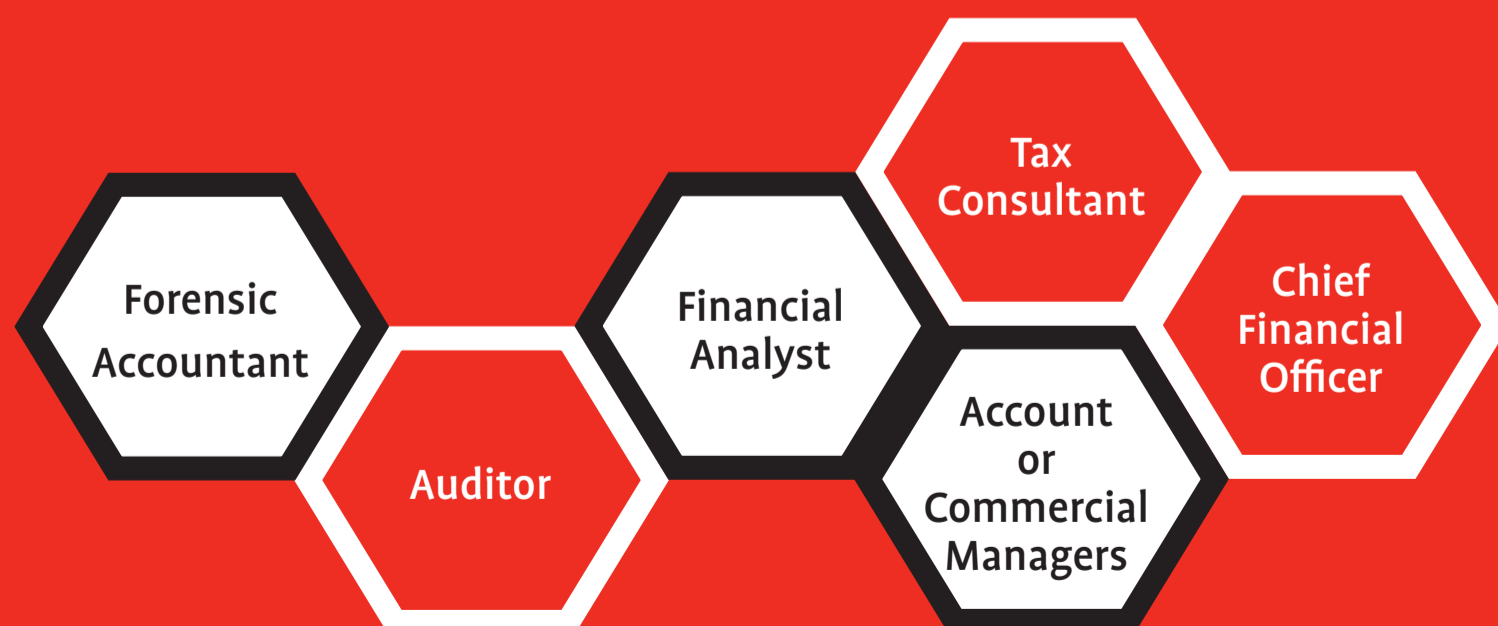 Forensic
Accountant
Auditor
Financial
Analyst
Tax
Consultant
Account
or
Commercial
Managers
Chief
Financial
Officer